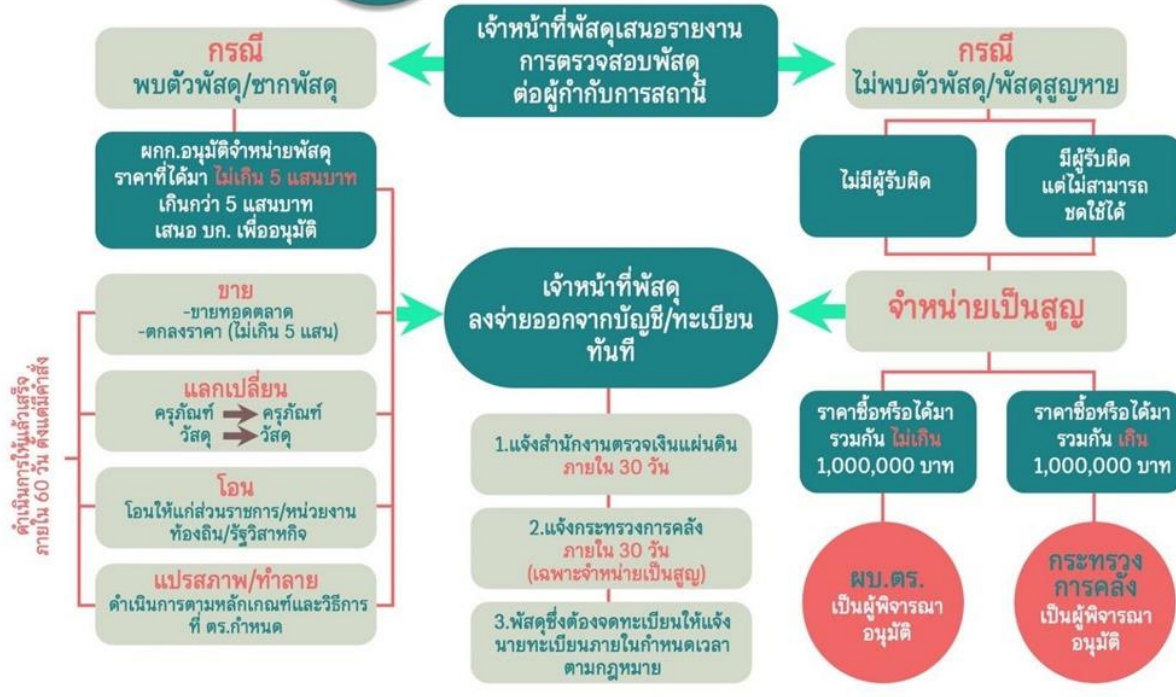 เจ้าหน้าที่พัสดุเสนอรายงาน
การตรวจสอบพัสดุ
ต่อผู้กำกับการสถานี
กรณี
พบตัวพัสดุ/ซากพัสดุ
ผกก.อนุมัติจำหน่ายพัสดุ
ราคาที่ได้มา ไม่เกิน 5 แสนบาท
เกินกว่า 5 แสนบาท
เสนอ บก. เพื่ออนุมัติ
ดำเนินการให้แล้วเสร็จ
ภายใน 60 วัน ตั้งแต่มีคำสั่ง
ขาย
-ขายทอดตลาด
-ตกลงราคา (ไม่เกิน 5 แสน)
แลกเปลี่ยน
ครุภัณฑ์ ครุภัณฑ์
วัสดุ วัสดุ
โอน
โอนให้แก่ส่วนราชการ/หน่วยงาน
ท้องถิ่น/รัฐวิสาหกิจ
แปรสภาพ/ทำลาย
ดำเนินการตามหลักเกณฑ์และวิธีการ
ที่ ตร.กำหนด
เจ้าหน้าที่พัสดุ
ลงจ่ายออกจากบัญชี/ทะเบียน
ทันที
1.แจ้งสำนักงานตรวจเงินแผ่นดิน
ภายใน 30 วัน
2.แจ้งกระทรวงการคลัง
ภายใน 30 วัน
(เฉพาะจำหน่ายเป็นสูญ)
3.พัสดุซึ่งต้องจดทะเบียนให้แจ้ง
นายทะเบียนภายในกำหนดเวลา
ตามกฎหมาย
กรณี
ไม่พบตัวพัสดุ/พัสดุสูญหาย
ไม่มีผู้รับผิด
มีผู้รับผิด
แต่ไม่สามารถ
ชดใช้ได้
จำหน่ายเป็นสูญ
ราคาซื้อหรือได้มา
รวมกัน ไม่เกิน
1,000,000 บาท
ราคาซื้อหรือได้มา
รวมกัน เกิน
1,000,000 บาท
ผบ.ตร.
เป็นผู้พิจารณา
อนุมัติ
กระทรวง
การคลัง
เป็นผู้พิจารณา
อนุมัติ